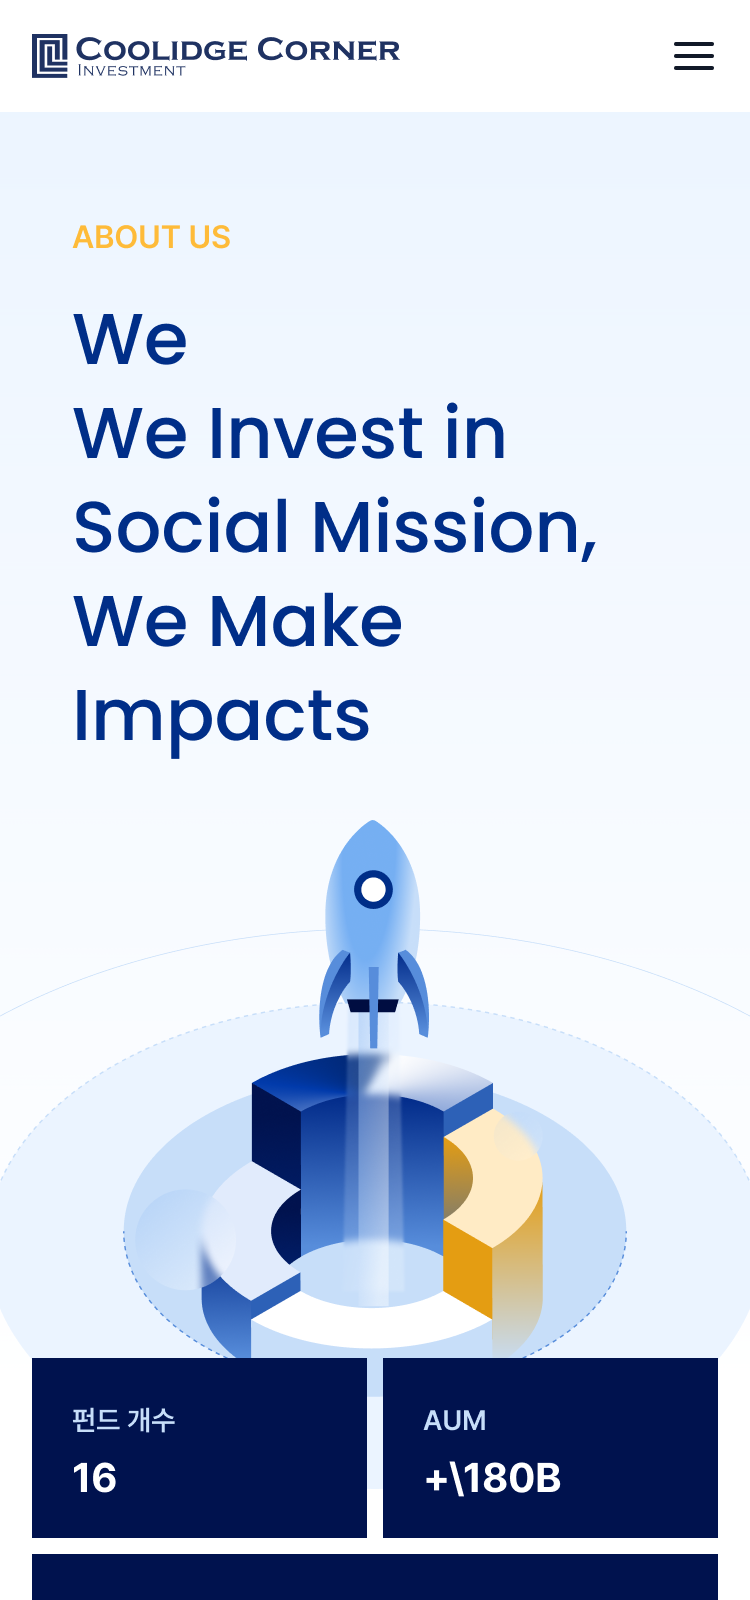 COOLIDGE CORNER
INVESTMENT
ABOUT US
We
We Invest in
Social Mission,
We Make
Impacts
펀드 개수
16
AUM
+\180B